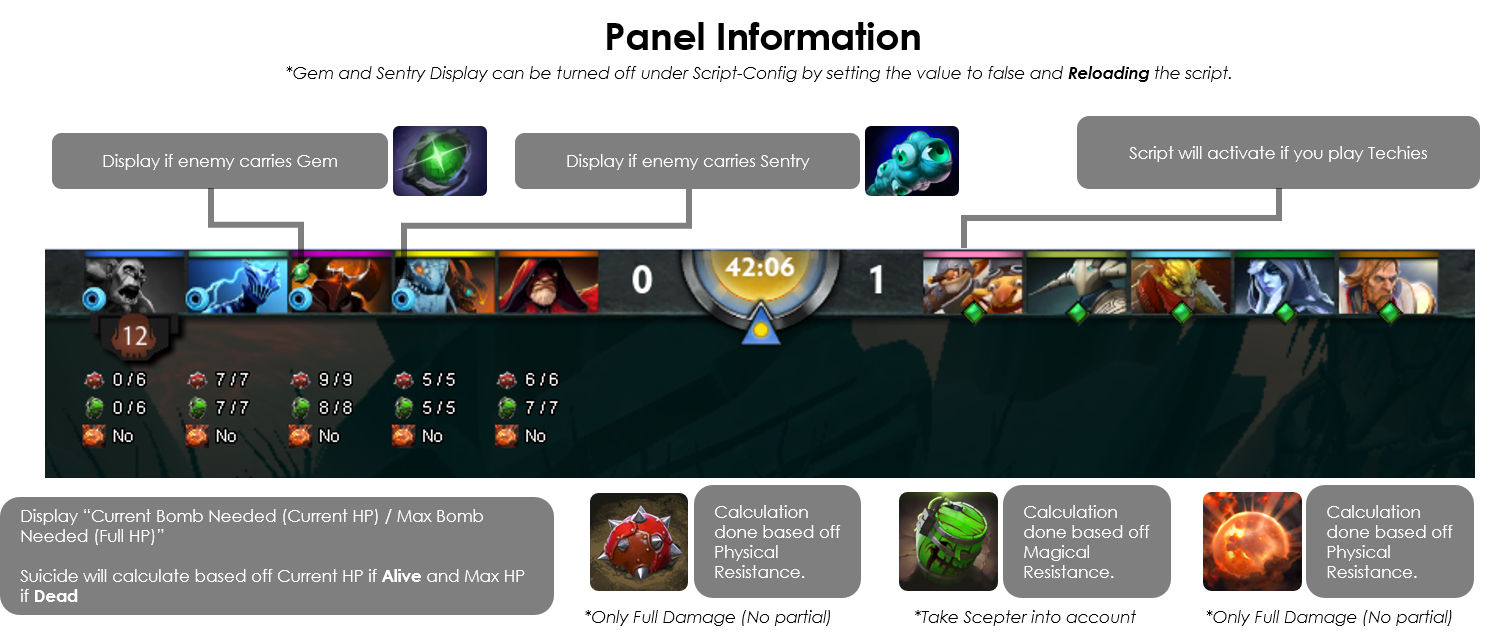 Panel Information
*Gem and Sentry Display can be turned off under Script-Config by setting the value to false and Reloading the script.
Display if enemy carries Gem
Display if enemy carries Sentry
Script will activate if you play Techies
0
42:06
1
12
0/6 7/7 9/9 5/5 6/6
0/6 7/7 8/8 5/5 7/7
No No No No No
Display “Current Bomb Needed (Current HP) / Max Bomb
Needed (Full HP)”
Suicide will calculate based off Current HP if Alive and Max HP
if Dead
Calculation
done based off
Physical
Resistance.
*Only Full Damage (No partial)
Calculation
done based off
Magical
Resistance.
*Take Scepter into account
Calculation
done based off
Physical
Resistance.
*Only Full Damage (No partial)